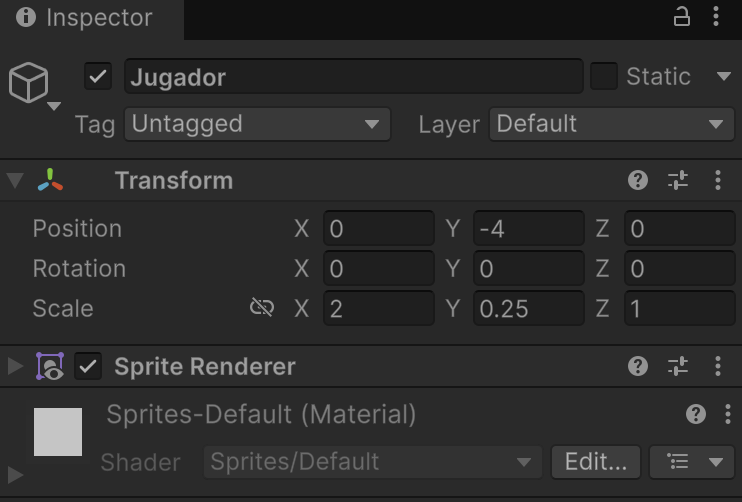 Inspector
Jugador
Static
Tag Untagged Layer Default
Transform
Position X 0 Y -4 Z 0
Rotation X 0 Y 0 Z 0
Scale X 2 Y 0.25 Z 1
Sprite Renderer
Sprites-Default (Material)
Shader Sprites/Default Edit...